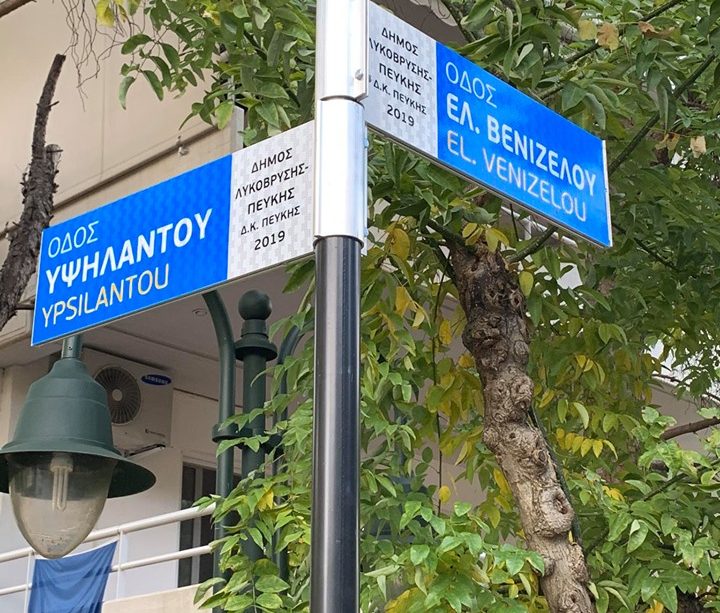 ΟΔΟΣ
ΥΨΗΛΑΝΤΟΥ
YPSILANTOU
ΔΗΜΟΣ
ΛΥΚΟΒΡΥΣΗΣ-
ΠΕΥΚΗΣ
Δ.Κ. ΠΕΥΚΗΣ
2019
ΔΗΜΟΣ
ΛΥΚΟΒΡΥΣΗΣ-
ΠΕΥΚΗΣ
Δ.Κ. ΠΕΥΚΗΣ
2019
ΟΔΟΣ
ΕΛ. ΒΕΝΙΖΕΛΟΥ
EL. VENIZELOU
SAMSUNG